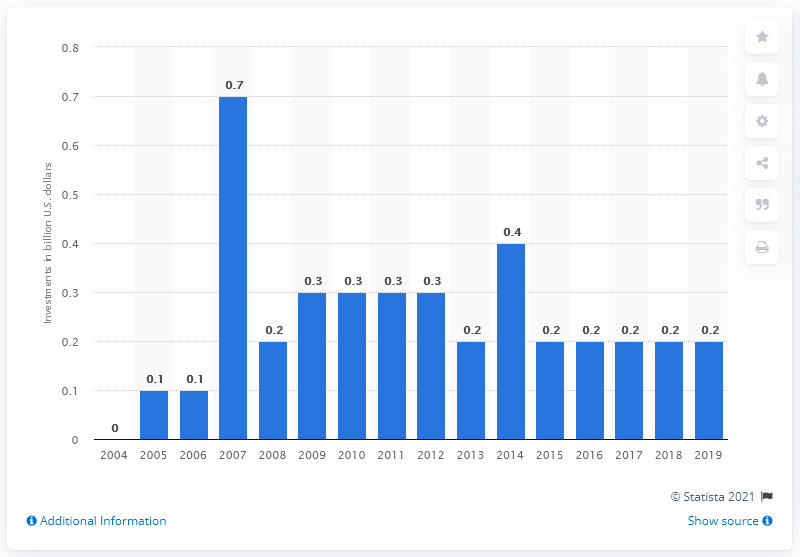 0.8
0.7
0.6
0.5
0.4
0.3
0.2
0.1
0
Investments in billion U.S. dollars
0 0.1 0.1 0.7 0.2 0.3 0.3 0.3 0.3 0.2 0.4 0.2 0.2 0.2 0.2 0.2
2004 2005 2006 2007 2008 2009 2010 2011 2012 2013 2014 2015 2016 2017 2018 2019
© Statista 2021
Additional Information
Show source